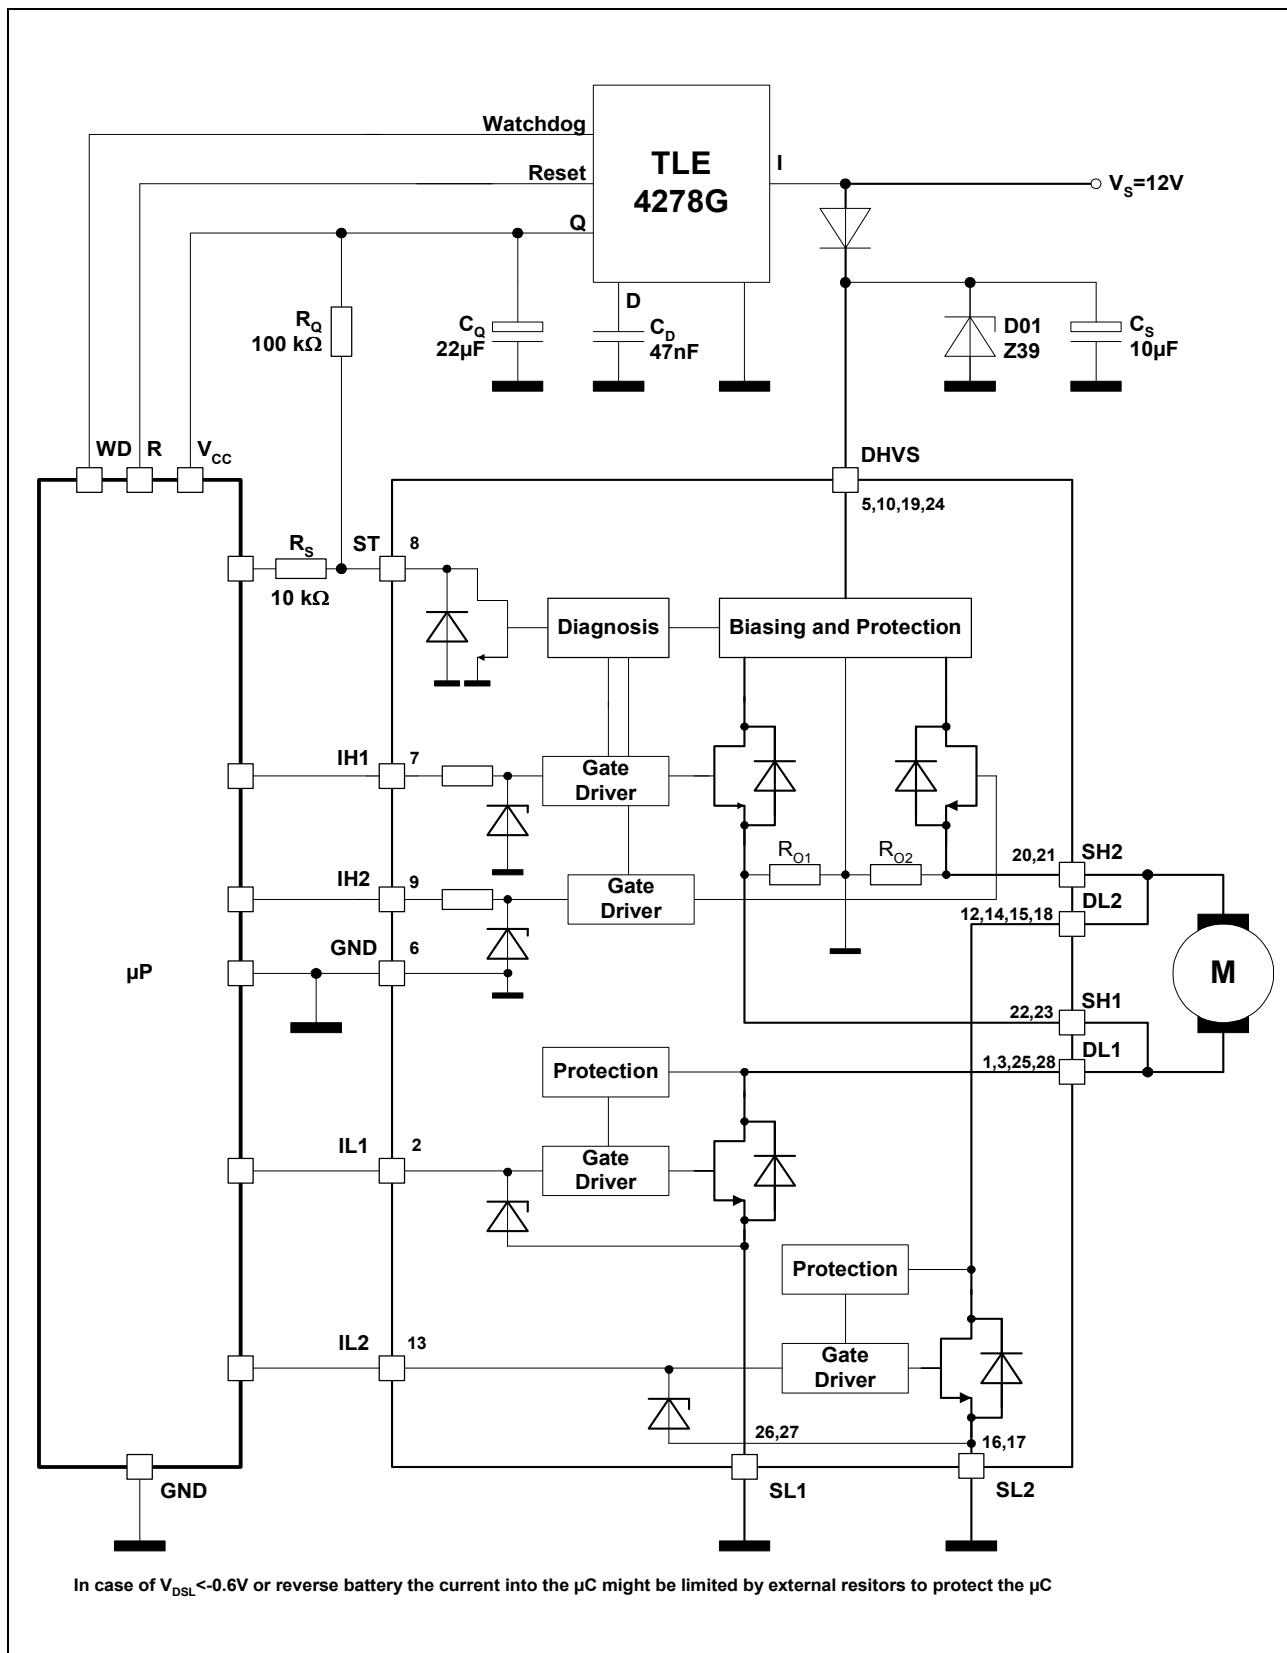 Watchdog
TLE
4278G
I
Reset
V_S=12V
Q
D
R_Q
100 kΩ
C_Q
22µF
C_D
47nF
D01
Z39
C_S
10µF
WD
R
V_CC
DHVS
5,10,19,24
R_S
10 kΩ
ST
8
Diagnosis
Biasing and Protection
IH1
7
Gate
Driver
R_O1
R_O2
20,21
SH2
IH2
9
Gate
Driver
DL2
12,14,15,18
GND
6
µP
M
SH1
22,23
DL1
1,3,25,28
Protection
IL1
2
Gate
Driver
Protection
IL2
13
Gate
Driver
26,27
16,17
GND
SL1
SL2
In case of V_DSL<-0.6V or reverse battery the current into the µC might be limited by external resitors to protect the µC